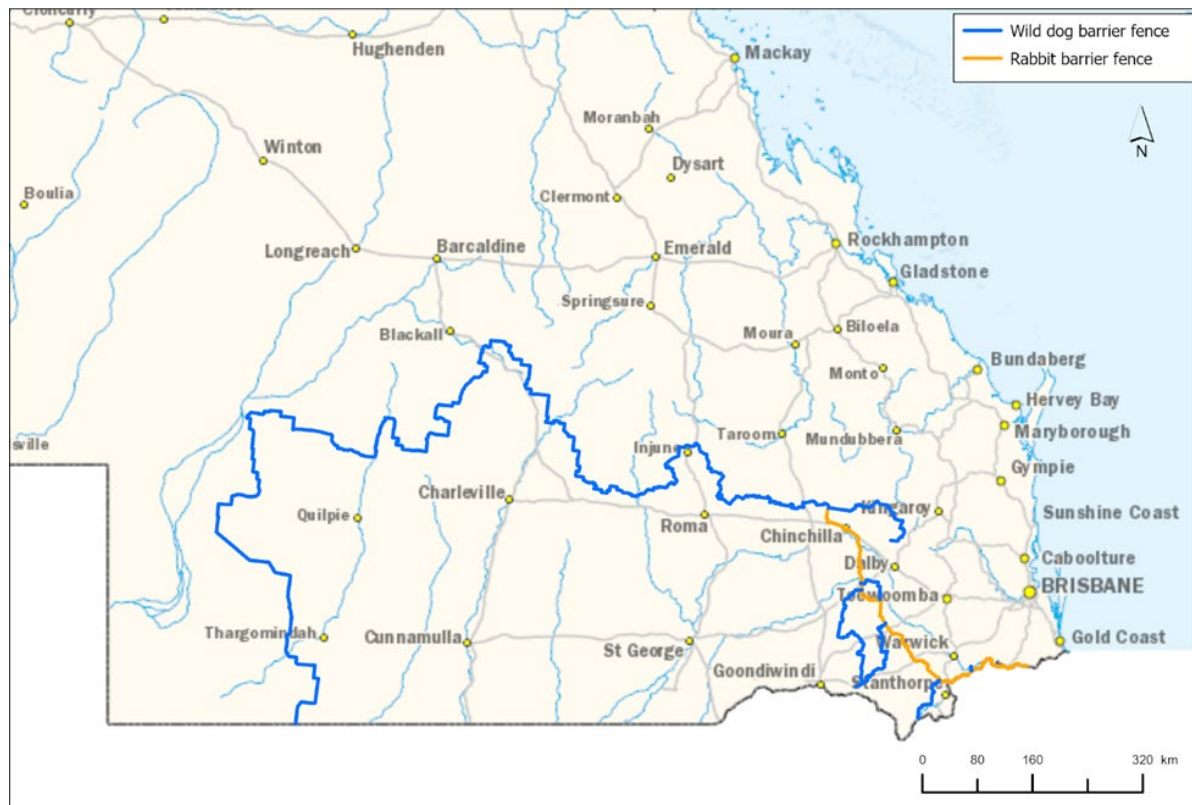 Wild dog barrier fence
Rabbit barrier fence
N
Hughenden
Mackay
Moranbah
Winton
Dysart
Boulia
Clermont
Longreach
Barcaldine
Emerald
Rockhampton
Gladstone
Springsure
Blackall
Moura
Biloela
Monto
Bundaberg
Hervey Bay
sville
Injune
Taroom
Mundubbera
Maryborough
Gympie
Charleville
Quilpie
Roma
Kingaroy
Sunshine Coast
Chinchilla
Dalby
Caboolture
Toowoomba
BRISBANE
Thargomindah
Cunnamulla
St George
Warwick
Gold Coast
Goondiwindi
Stanthorpe
0 80 160 320 km